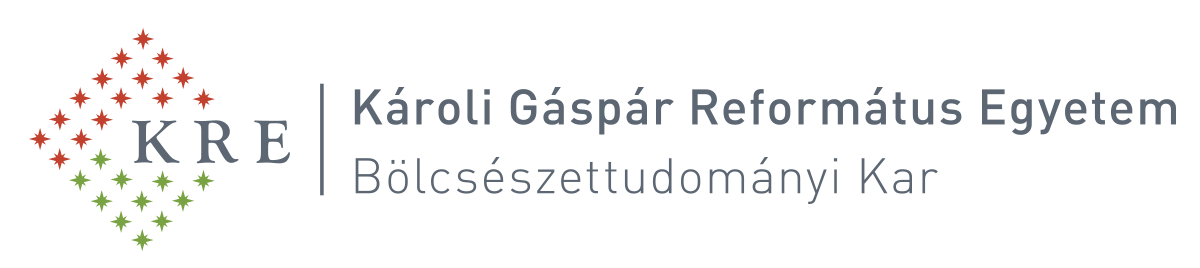 KRE
Károli Gáspár Református Egyetem
Bölcsészettudományi Kar